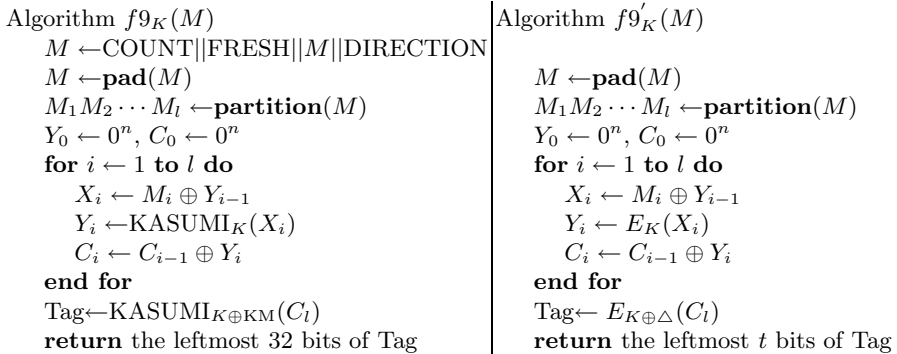 Algorithm f9_K(M)
M ←COUNT||FRESH||M||DIRECTION
M ←pad(M)
M_1M_2 ⋯ M_l ←partition(M)
Y_0 ← 0^n, C_0 ← 0^n
for i ← 1 to l do
X_i ← M_i ⊕ Y_{i−1}
Y_i ←KASUMI_K(X_i)
C_i ← C_{i−1} ⊕ Y_i
end for
Tag←KASUMI_{K⊕KM}(C_l)
return the leftmost 32 bits of Tag
Algorithm f9'_K(M)
M ←pad(M)
M_1M_2 ⋯ M_l ←partition(M)
Y_0 ← 0^n, C_0 ← 0^n
for i ← 1 to l do
X_i ← M_i ⊕ Y_{i−1}
Y_i ← E_K(X_i)
C_i ← C_{i−1} ⊕ Y_i
end for
Tag← E_{K⊕△}(C_l)
return the leftmost t bits of Tag